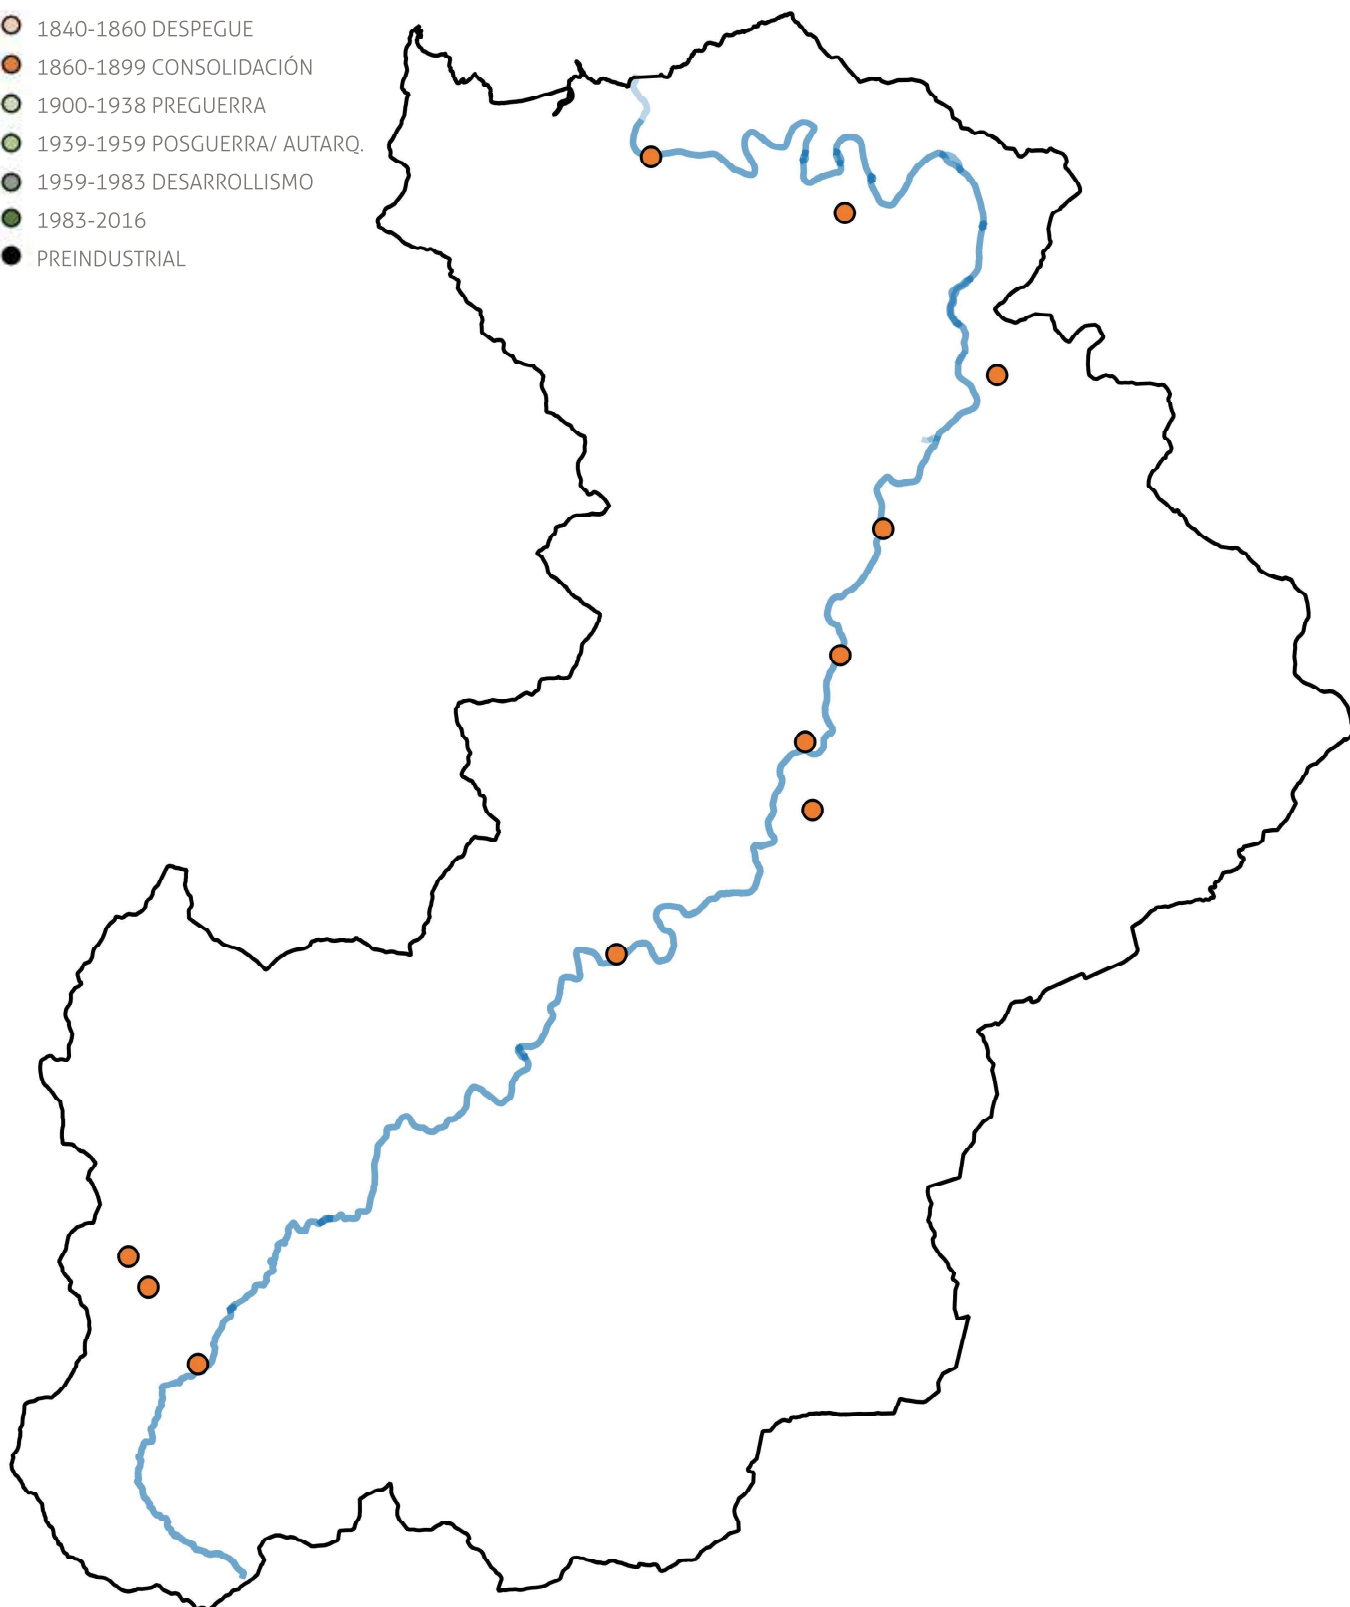 1840-1860 DESPEGUE
1860-1899 CONSOLIDACIÓN
1900-1938 PREGUERRA
1939-1959 POSGUERRA/ AUTARQ.
1959-1983 DESARROLLISMO
1983-2016
PREINDUSTRIAL